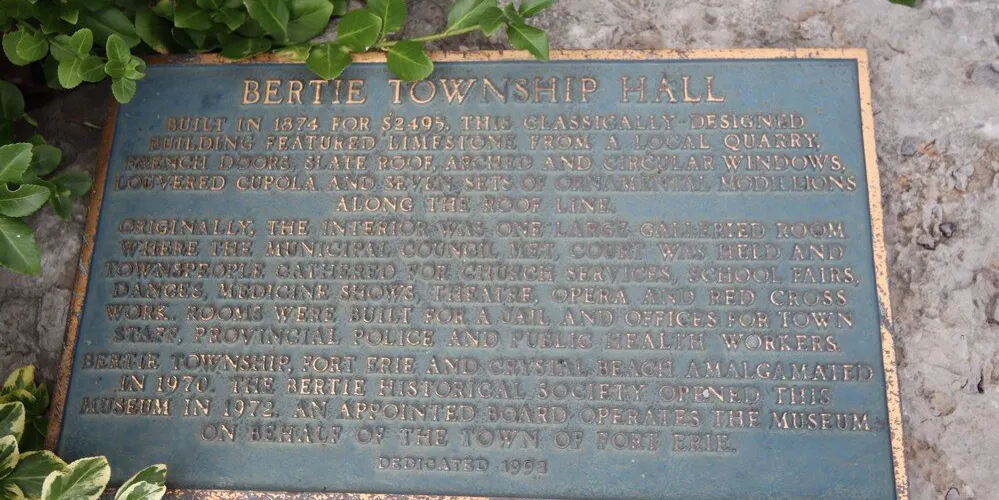 BERTIE TOWNSHIP HALL
BUILT IN 1874 FOR $2495, THIS CLASSICALLY-DESIGNED
BUILDING FEATURED LIMESTONE FROM A LOCAL QUARRY,
FRENCH DOORS, SLATE ROOF, ARCHED AND CIRCULAR WINDOWS,
LOUVERED CUPOLA AND SEVEN SETS OF ORNAMENTAL MODILLIONS
ALONG THE ROOF LINE.
ORIGINALLY, THE INTERIOR WAS ONE LARGE GALLERIED ROOM
WHERE THE MUNICIPAL COUNCIL MET, COURT WAS HELD AND
TOWNSPEOPLE GATHERED FOR CHURCH SERVICES, SCHOOL FAIRS,
DANCES, MEDICINE SHOWS, THEATRE, OPERA AND RED CROSS
WORK. ROOMS WERE BUILT FOR A JAIL AND OFFICES FOR TOWN
STAFF, PROVINCIAL POLICE AND PUBLIC HEALTH WORKERS.
BERTIE TOWNSHIP, FORT ERIE AND CRYSTAL BEACH AMALGAMATED
IN 1970. THE BERTIE HISTORICAL SOCIETY OPENED THIS
MUSEUM IN 1972. AN APPOINTED BOARD OPERATES THE MUSEUM
ON BEHALF OF THE TOWN OF FORT ERIE.
DEDICATED 1993